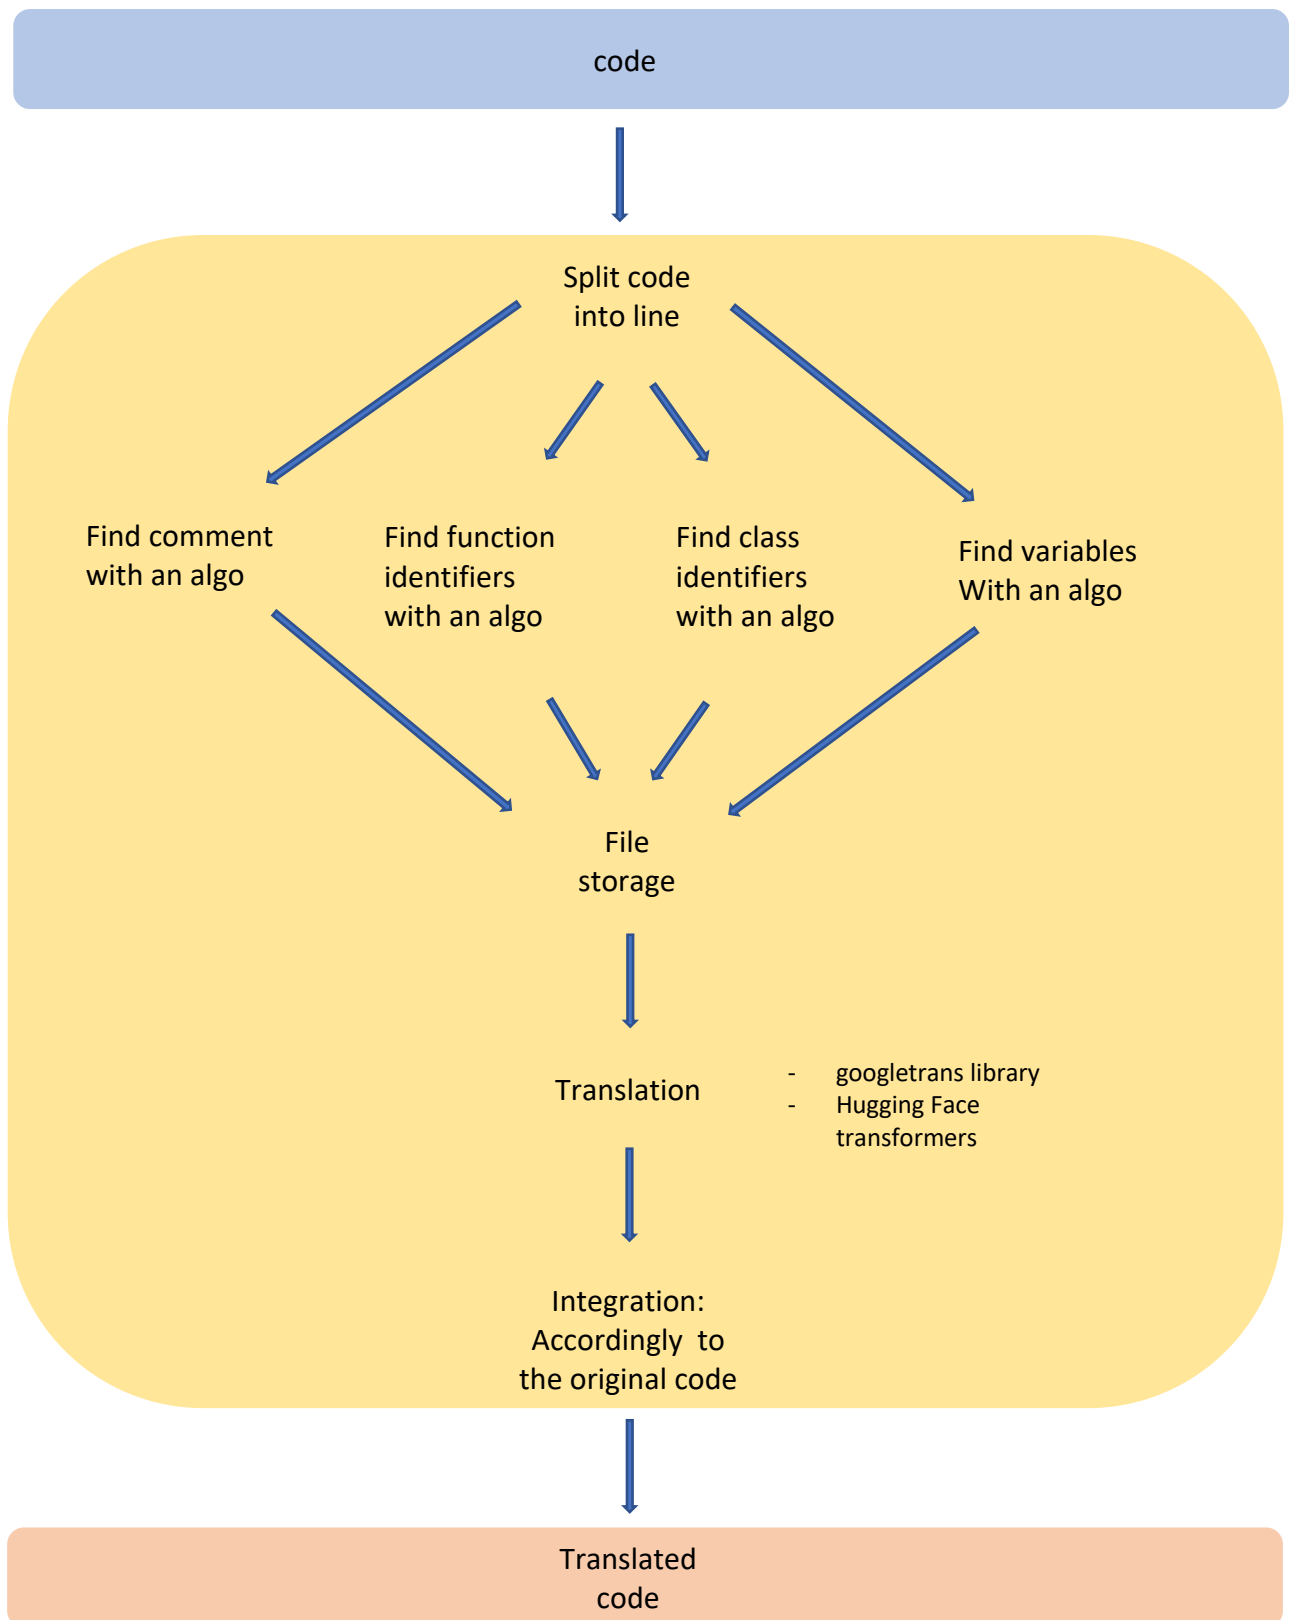 code
Split code
into line
Find comment
with an algo
Find function
identifiers
with an algo
Find class
identifiers
with an algo
Find variables
With an algo
File
storage
Translation
- googletrans library
- Hugging Face
transformers
Integration:
Accordingly  to
the original code
Translated
code